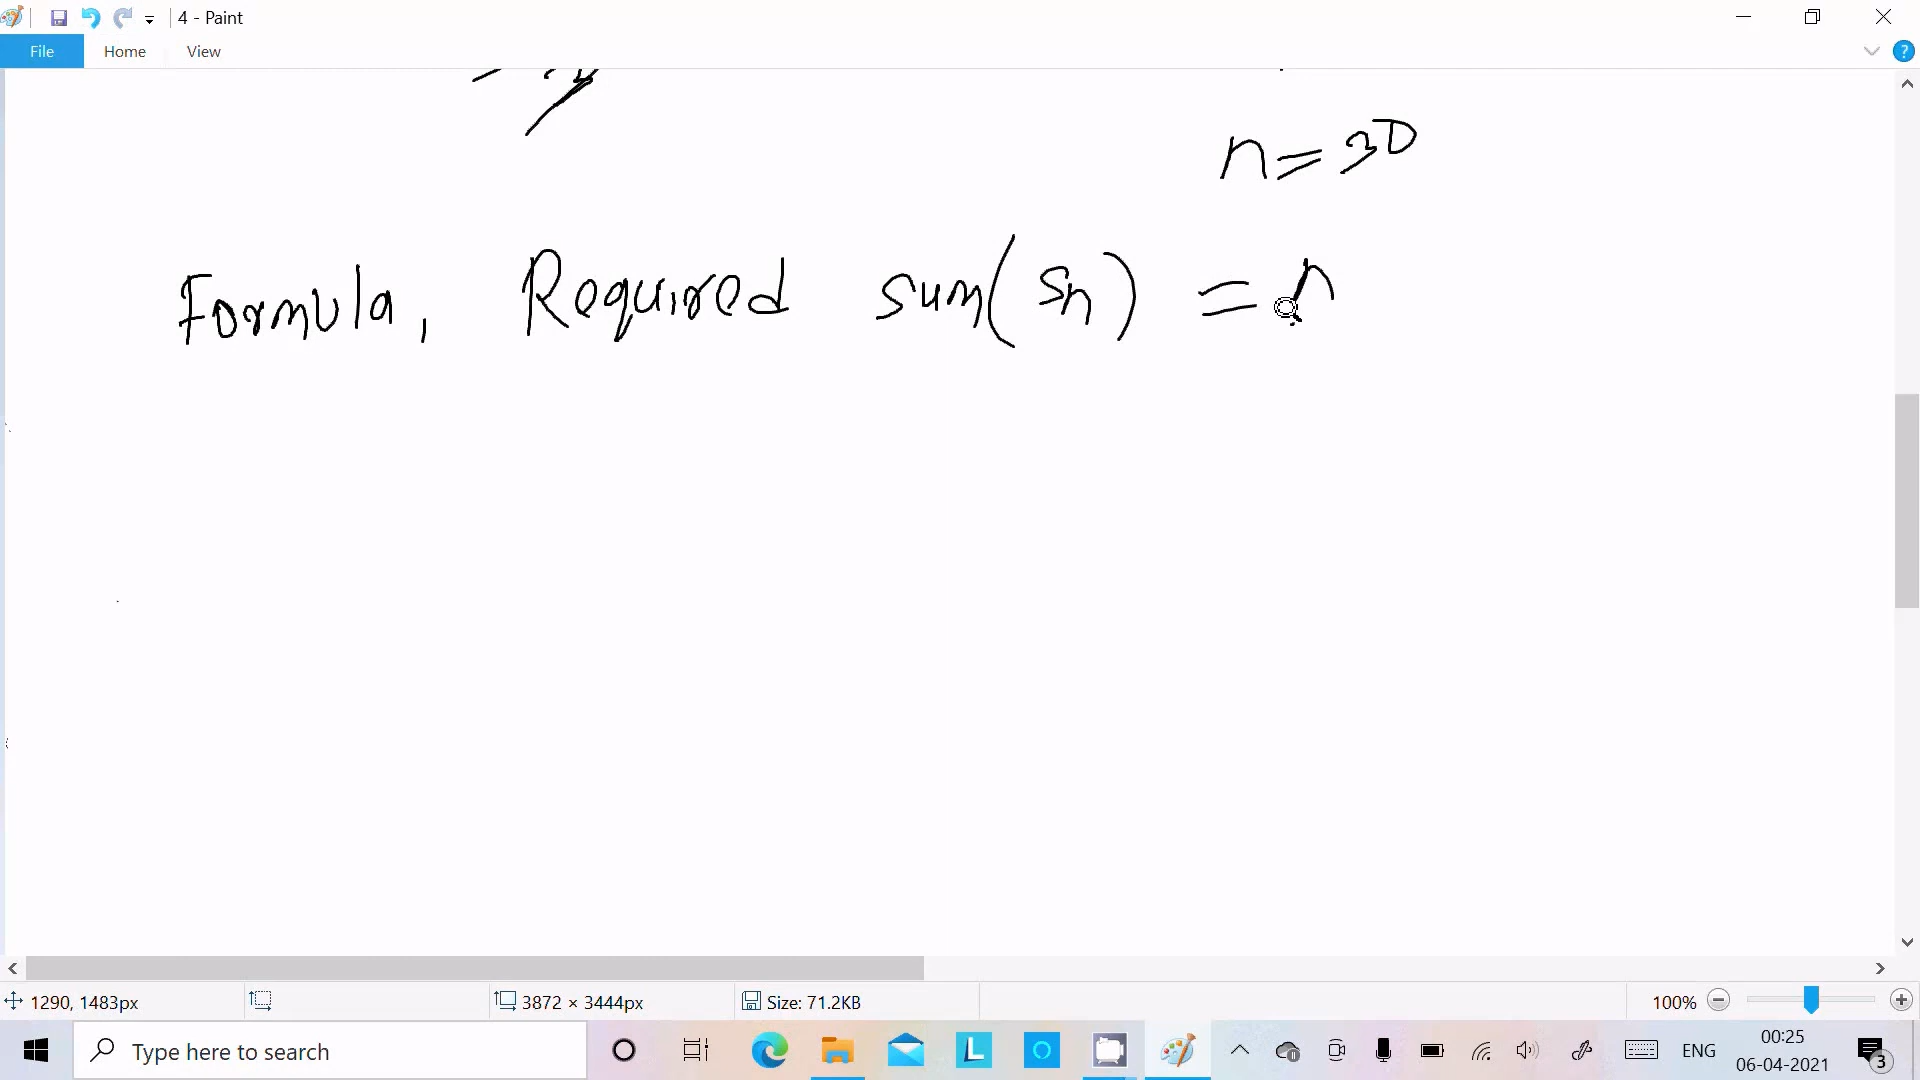 4 - Paint
File Home View
n = 30
Formula, Required sum(Sn) = n
1290, 1483px 3872 × 3444px Size: 71.2KB 100%
Type here to search
L
ENG
00:25
06-04-2021
3